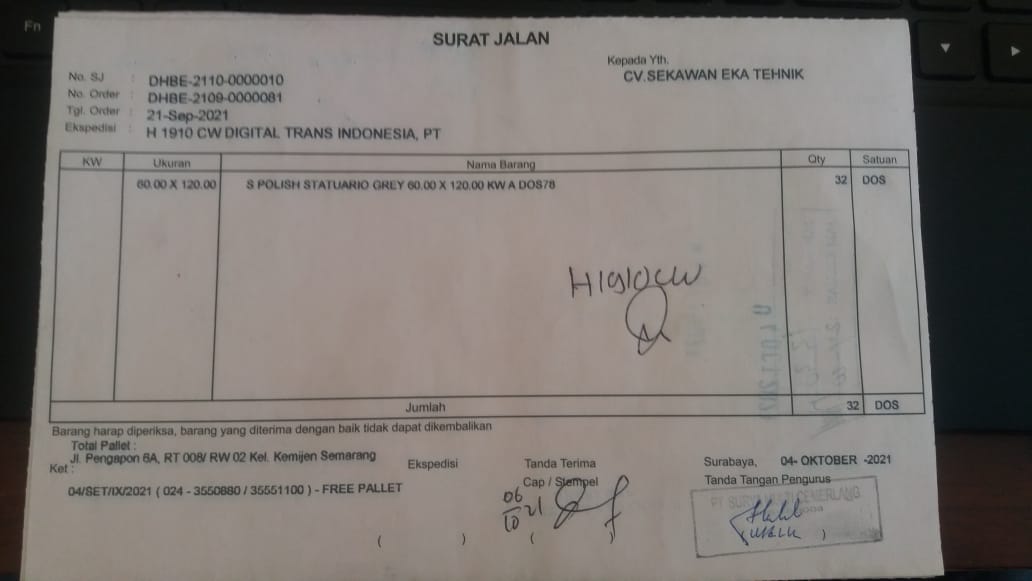 Fn
SURAT JALAN
Kepada Yth.
CV.SEKAWAN EKA TEHNIK
No. SJ : DHBE-2110-0000010
No. Order : DHBE-2109-0000081
Tgl. Order : 21-Sep-2021
Ekspedisi : H 1910 CW DIGITAL TRANS INDONESIA, PT
KW Ukuran Nama Barang Qty Satuan
60.00 X 120.00 S POLISH STATUARIO GREY 60.00 X 120.00 KW A DOS78 32 DOS
H1910CW
Jumlah 32 DOS
Barang harap diperiksa, barang yang diterima dengan baik tidak dapat dikembalikan
Total Pallet :
Jl. Pengapon 6A, RT 008/ RW 02 Kel. Kemijen Semarang
Ket :
04/SET/IX/2021 ( 024 - 3550880 / 35551100 ) - FREE PALLET
Ekspedisi
( )
Tanda Terima
Cap / Stempel
06/10 21
( )
Surabaya, 04- OKTOBER -2021
Tanda Tangan Pengurus
PT SURYA MULTI CEMERLANG
( )